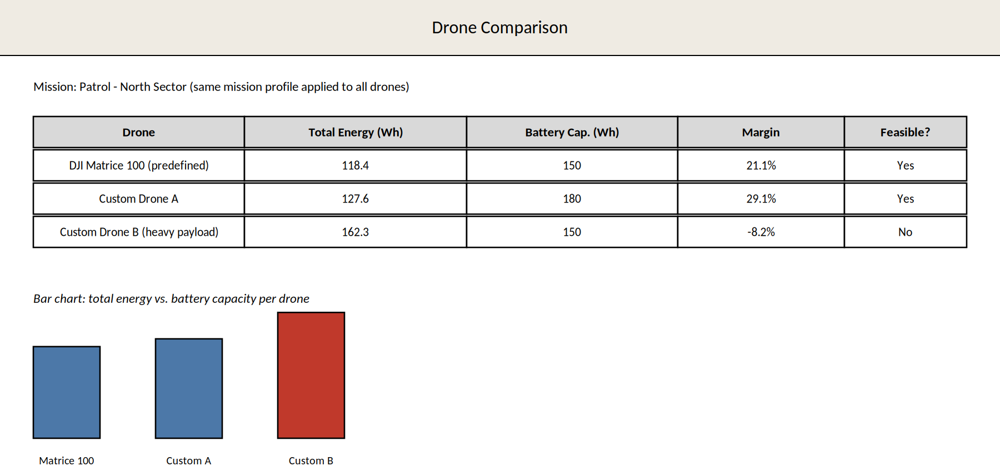 Drone Comparison
Mission: Patrol - North Sector (same mission profile applied to all drones)
Drone Total Energy (Wh) Battery Cap. (Wh) Margin Feasible?
DJI Matrice 100 (predefined) 118.4 150 21.1% Yes
Custom Drone A 127.6 180 29.1% Yes
Custom Drone B (heavy payload) 162.3 150 -8.2% No
Bar chart: total energy vs. battery capacity per drone
Matrice 100 Custom A Custom B